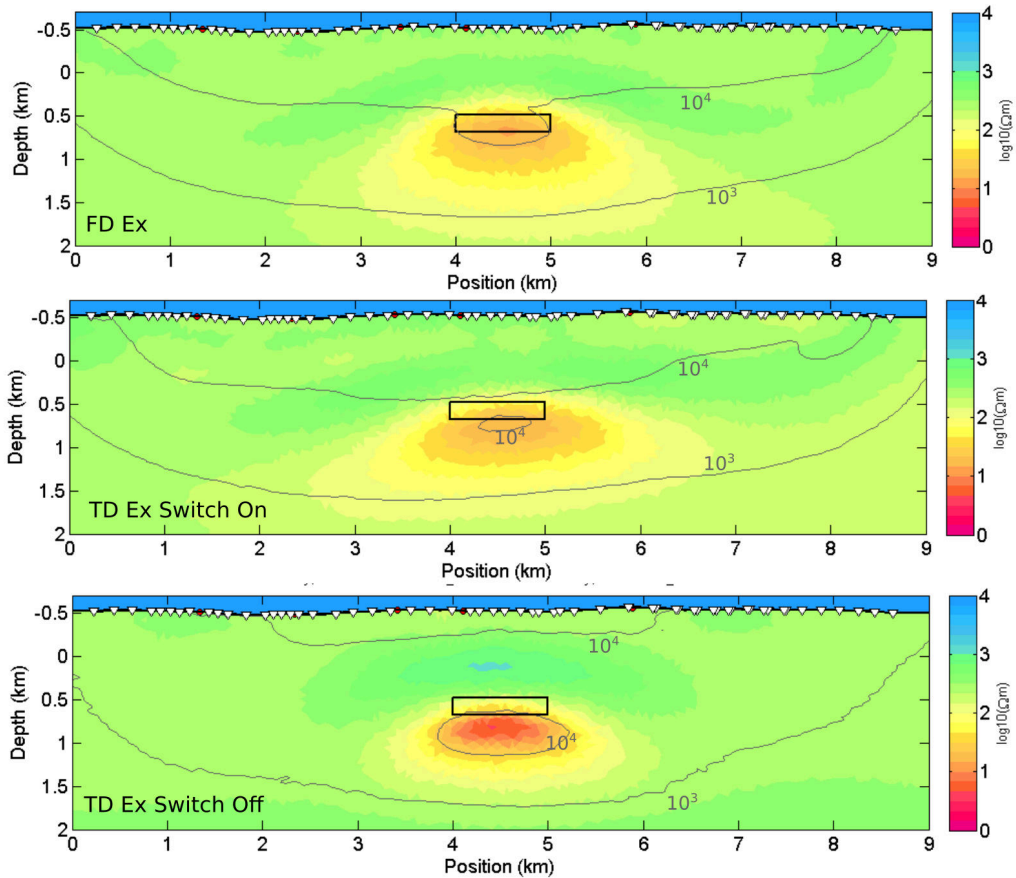 -0.5
0
0.5
1
1.5
2
Depth (km)
10⁴
10³
FD Ex
0 1 2 3 4 5 6 7 8 9
Position (km)
4
3
2
1
0
log10(Ωm)
-0.5
0
0.5
1
1.5
2
Depth (km)
10⁴
10⁴
10³
TD Ex Switch On
0 1 2 3 4 5 6 7 8 9
Position (km)
4
3
2
1
0
log10(Ωm)
-0.5
0
0.5
1
1.5
2
Depth (km)
10⁴
10⁴
10³
TD Ex Switch Off
0 1 2 3 4 5 6 7 8 9
Position (km)
4
3
2
1
0
log10(Ωm)